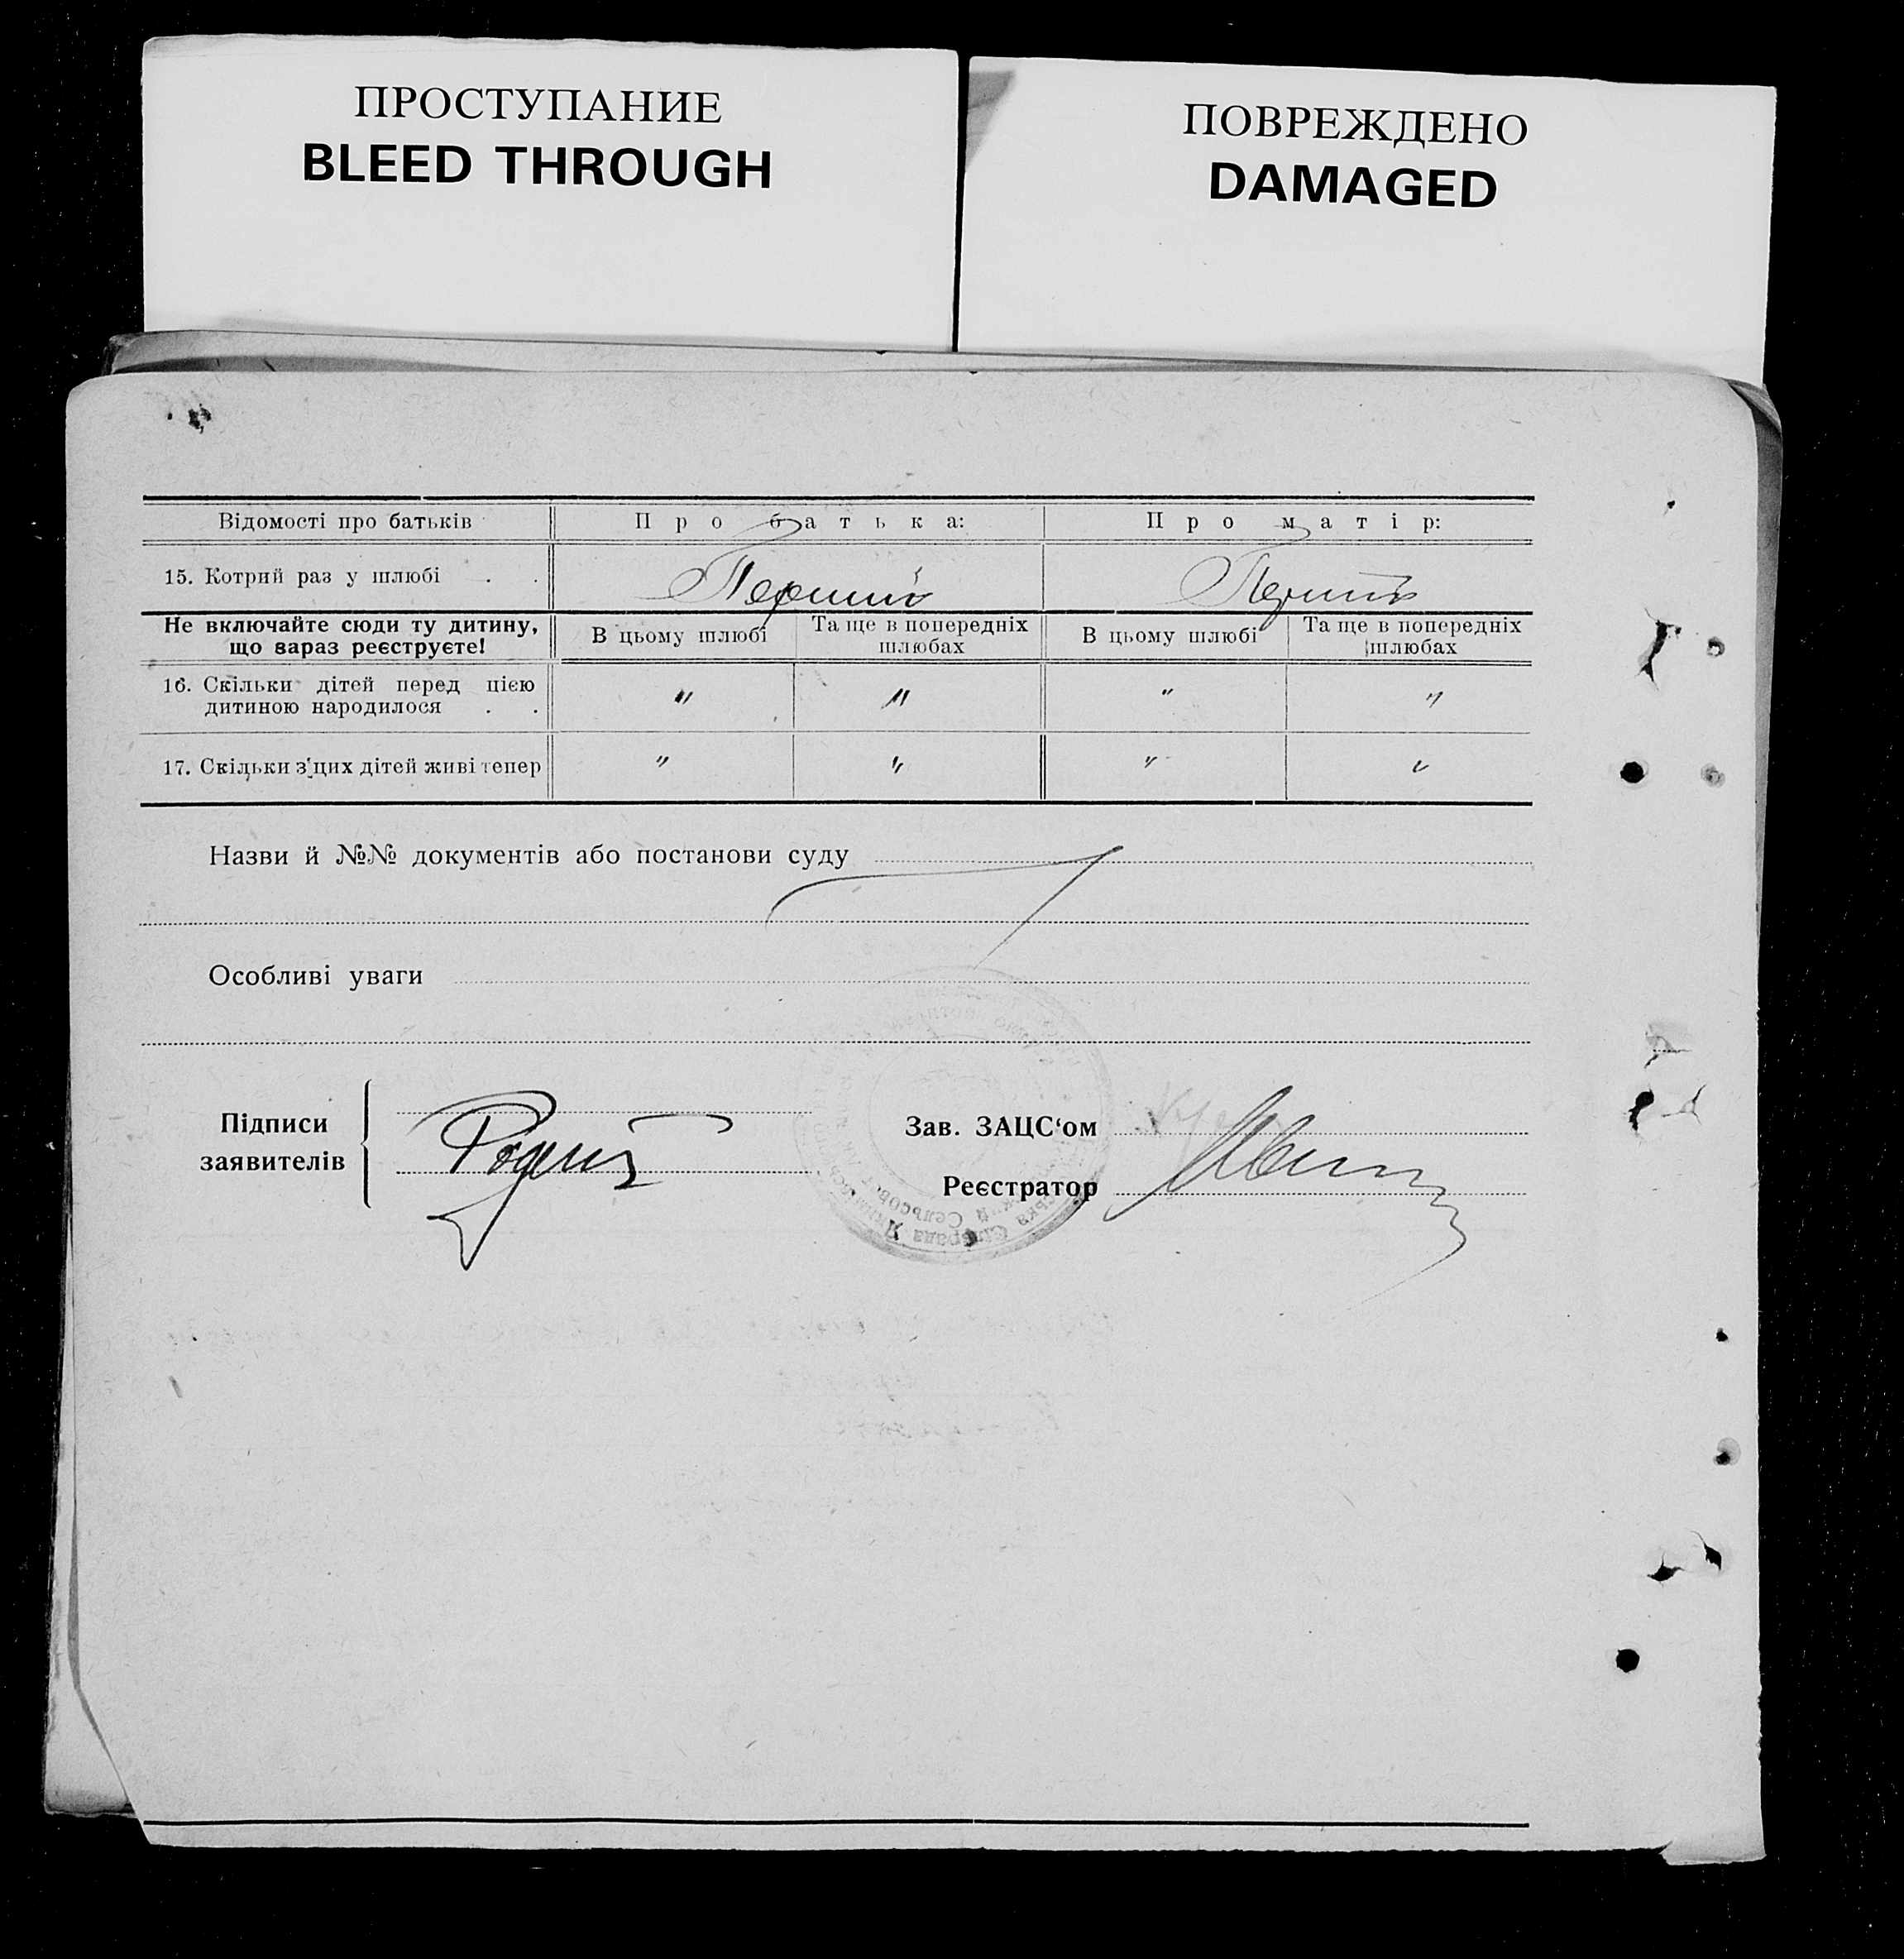 ПРОСТУПАНИЕ
BLEED THROUGH
ПОВРЕЖДЕНО
DAMAGED
Відомості про батьків Про батька: Про матір:
15. Котрий раз у шлюбі . . Перший Перший
Не включайте сюди ту дитину, що зараз реєструєте! В цьому шлюбі Та ще в попередніх шлюбах В цьому шлюбі Та ще в попередніх шлюбах
16. Скільки дітей перед цією
дитиною народилося . . " " " "
17. Скільки з цих дітей живі тепер " " " "
Назви й №№ документів або постанови суду
Особливі уваги
Підписи
заявителів
Зав. ЗАЦС‘ом
Реєстратор